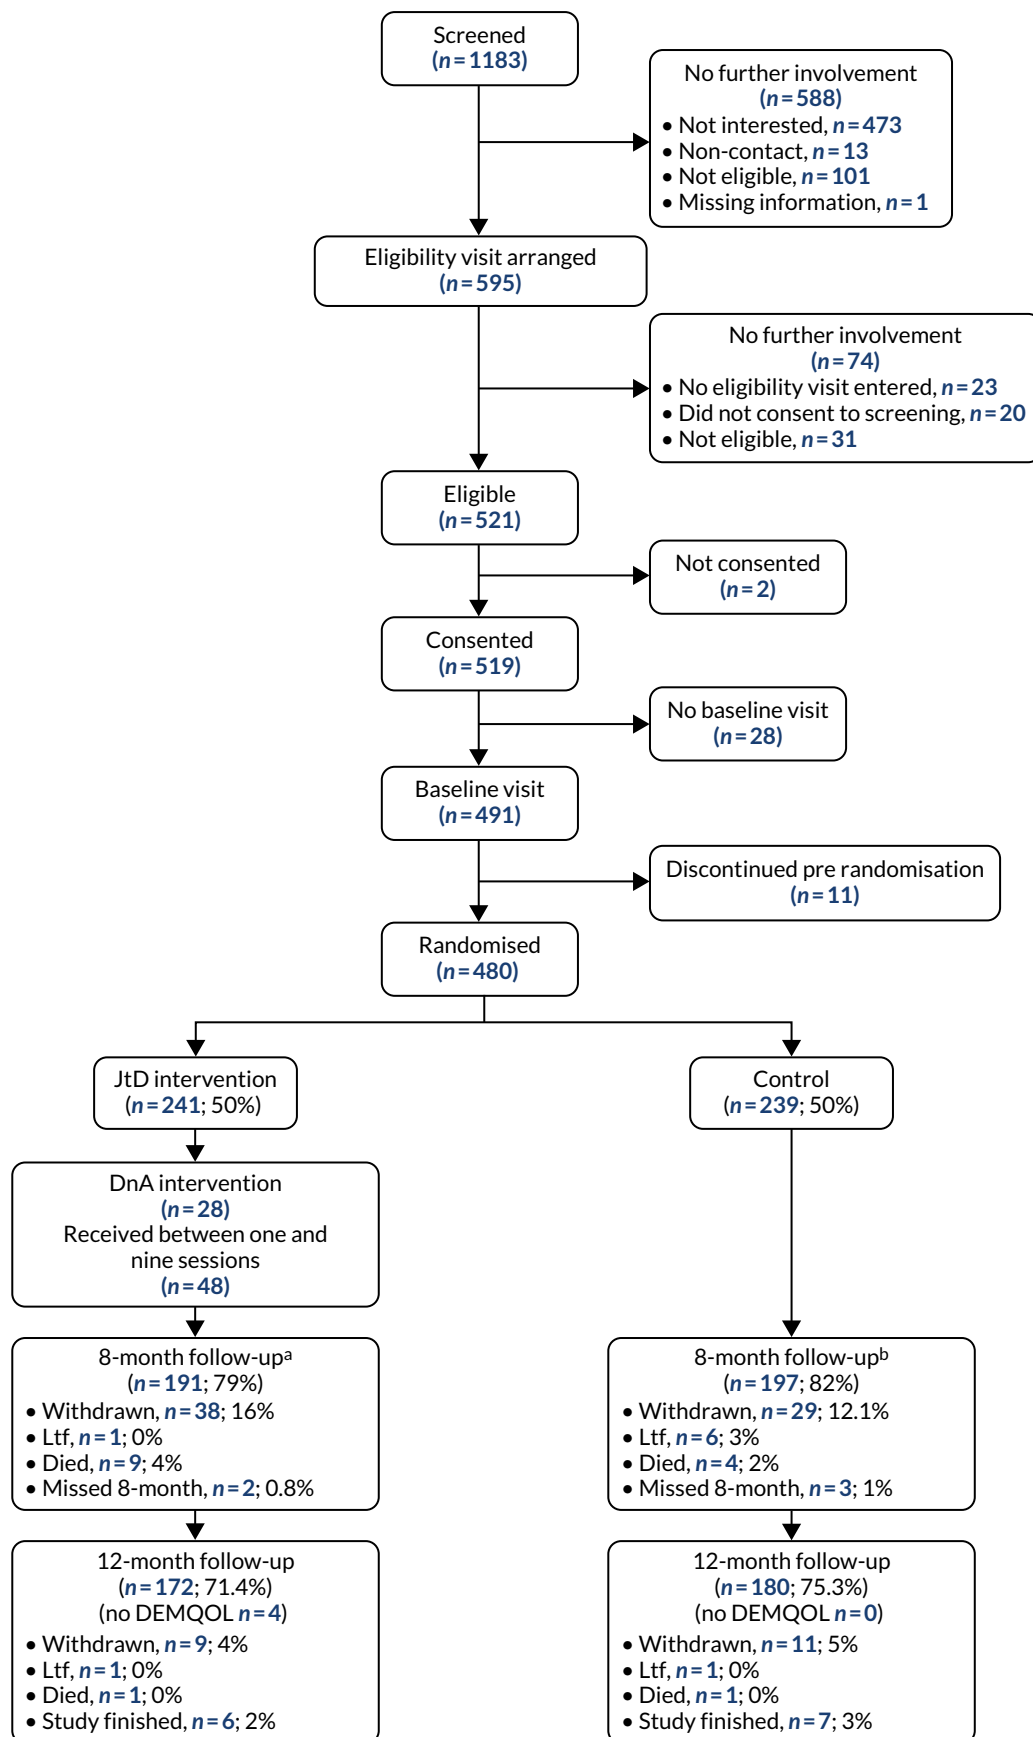 Screened
(n=1183)
No further involvement
(n=588)
• Not interested, n=473
• Non-contact, n=13
• Not eligible, n=101
• Missing information, n=1
Eligibility visit arranged
(n=595)
No further involvement
(n=74)
• No eligibility visit entered, n=23
• Did not consent to screening, n=20
• Not eligible, n=31
Eligible
(n=521)
Not consented
(n=2)
Consented
(n=519)
No baseline visit
(n=28)
Baseline visit
(n=491)
Discontinued pre randomisation
(n=11)
Randomised
(n=480)
JtD intervention
(n=241; 50%)
Control
(n=239; 50%)
DnA intervention
(n=28)
Received between one and
nine sessions
(n=48)
8-month follow-upa
(n=191; 79%)
• Withdrawn, n=38; 16%
• Ltf, n=1; 0%
• Died, n=9; 4%
• Missed 8-month, n=2; 0.8%
8-month follow-upb
(n=197; 82%)
• Withdrawn, n=29; 12.1%
• Ltf, n=6; 3%
• Died, n=4; 2%
• Missed 8-month, n=3; 1%
12-month follow-up
(n=172; 71.4%)
(no DEMQOL n=4)
• Withdrawn, n=9; 4%
• Ltf, n=1; 0%
• Died, n=1; 0%
• Study finished, n=6; 2%
12-month follow-up
(n=180; 75.3%)
(no DEMQOL n=0)
• Withdrawn, n=11; 5%
• Ltf, n=1; 0%
• Died, n=1; 0%
• Study finished, n=7; 3%